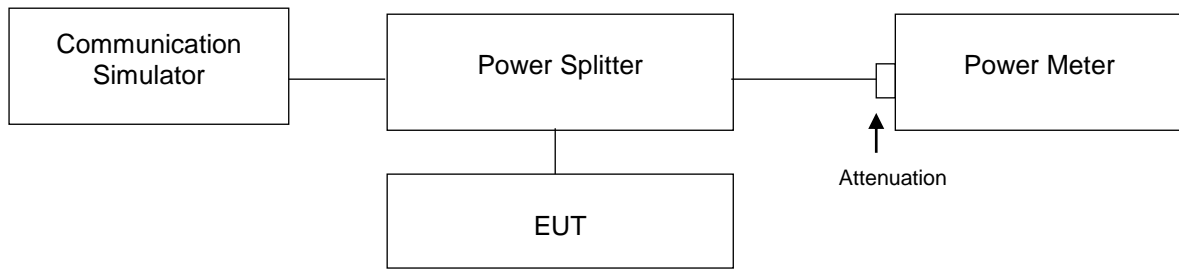 Communication
Simulator
Power Splitter
Power Meter
Attenuation
EUT